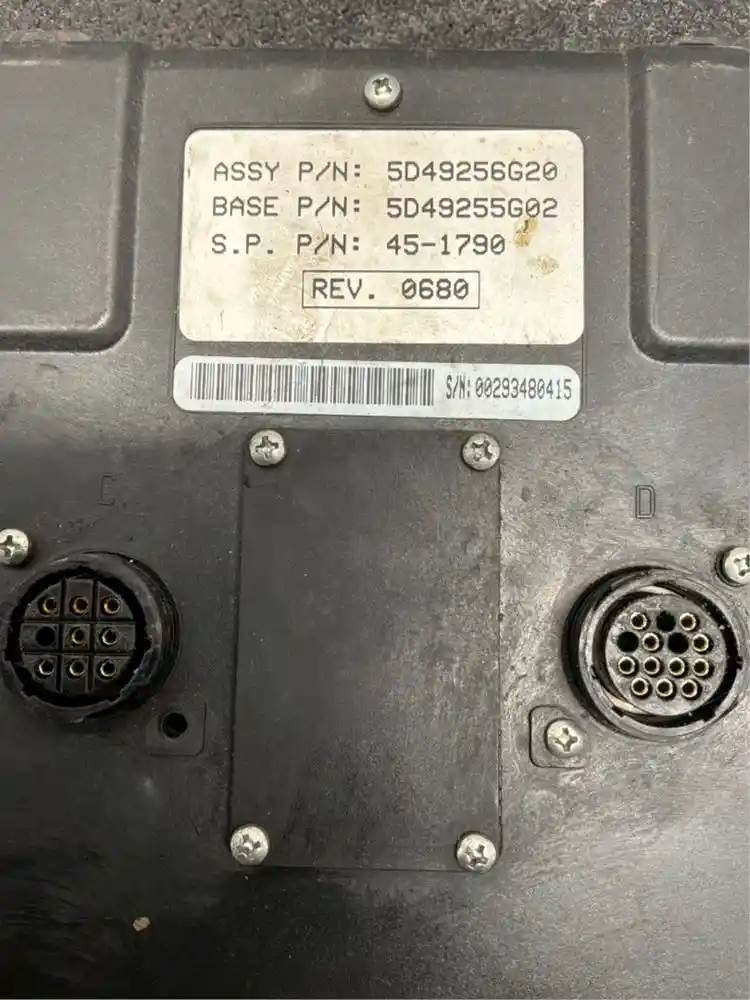 ASSY P/N: 5D49256G20
BASE P/N: 5D49255G02
S.P. P/N: 45-1790
REV. 0680
S/N: 00293480415
C
D